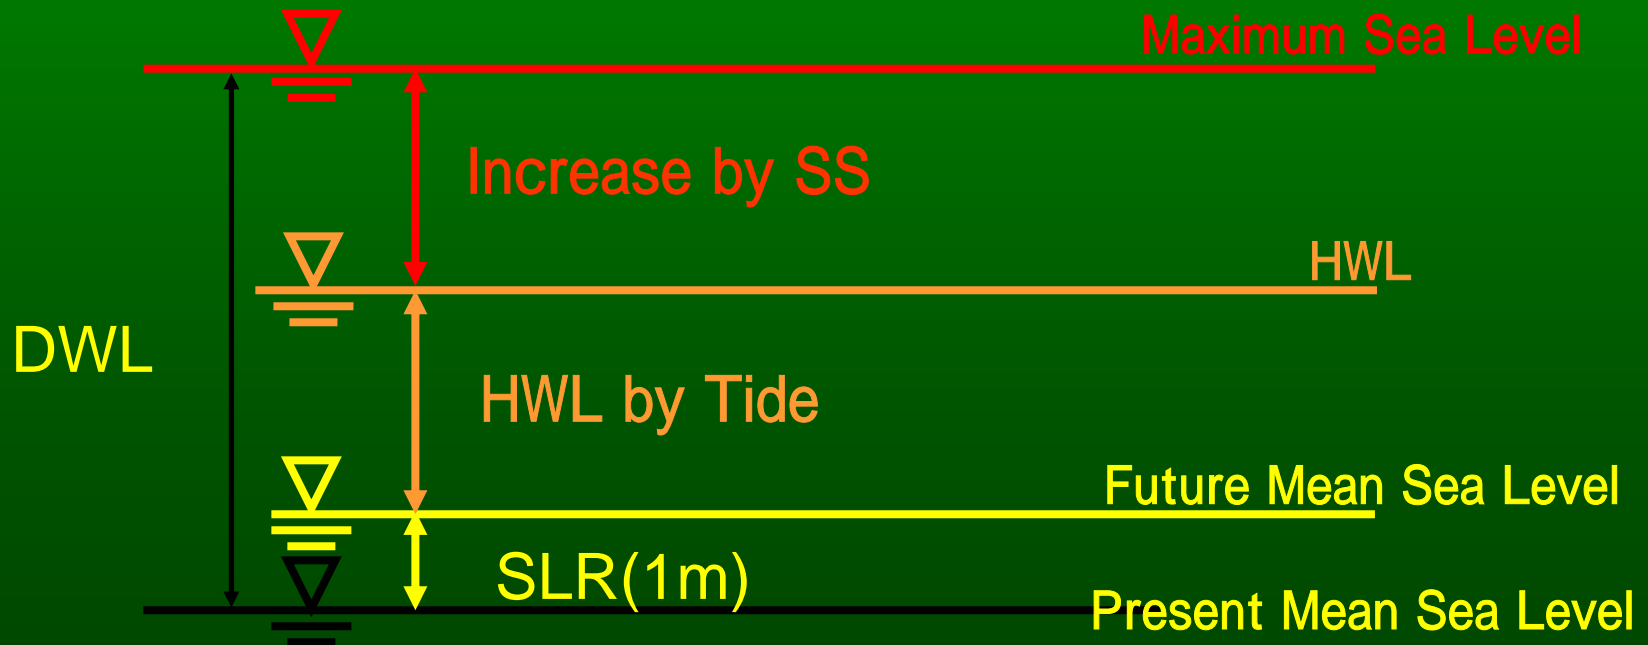 Maximum Sea Level
Increase by SS
HWL
DWL
HWL by Tide
Future Mean Sea Level
SLR(1m)
Present Mean Sea Level